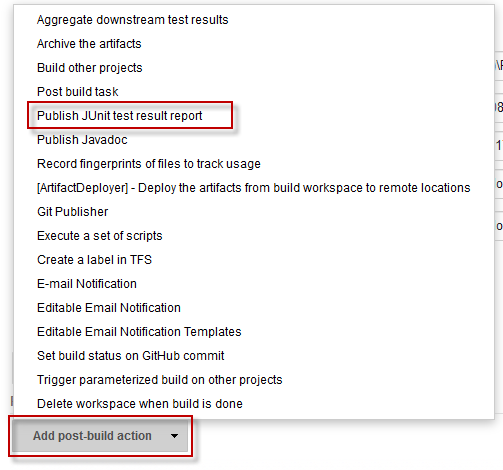 Aggregate downstream test results
Archive the artifacts
Build other projects
Post build task
Publish JUnit test result report
Publish Javadoc
Record fingerprints of files to track usage
[ArtifactDeployer] - Deploy the artifacts from build workspace to remote locations
Git Publisher
Execute a set of scripts
Create a label in TFS
E-mail Notification
Editable Email Notification
Editable Email Notification Templates
Set build status on GitHub commit
Trigger parameterized build on other projects
Delete workspace when build is done
Add post-build action